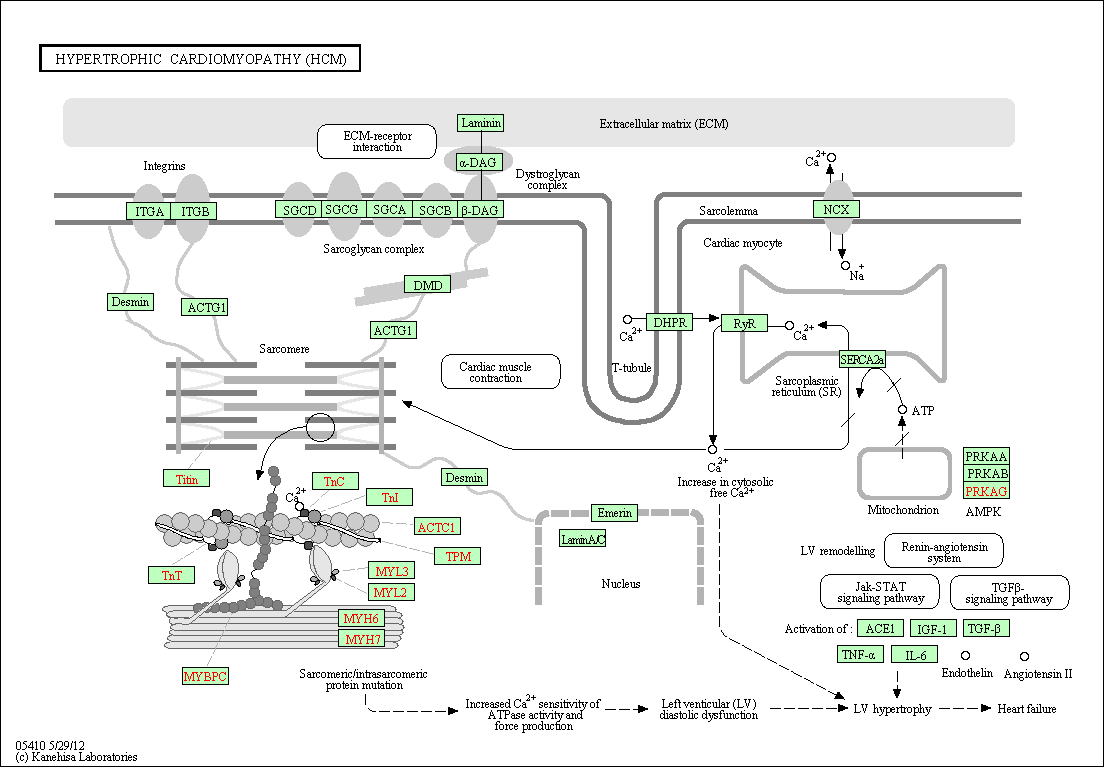 HYPERTROPHIC CARDIOMYOPATHY (HCM)
Laminin
Extracellular matrix (ECM)
ECM-receptor
interaction
Integrins
α-DAG
Dystroglycan
complex
Ca2+
ITGA
ITGB
SGCD
SGCG
SGCA
SGCB
β-DAG
Sarcolemma
NCX
Sarcoglycan complex
Cardiac myocyte
Na+
Desmin
ACTG1
DMD
ACTG1
Ca2+
DHPR
RyR
Ca2+
Sarcomere
Cardiac muscle
contraction
T-tubule
SERCA2a
Sarcoplasmic
reticulum (SR)
ATP
Titin
TnC
Ca2+
TnI
Desmin
Ca2+
Increase in cytosolic
free Ca2+
Mitochondrion
PRKAA
PRKAB
PRKAG
AMPK
ACTC1
Emerin
LaminA/C
TPM
TnT
MYL3
MYL2
Nucleus
LV remodelling
Renin-angiotensin
system
Jak-STAT
signaling pathway
TGFβ-
signaling pathway
MYH6
MYH7
Activation of :
ACE1
IGF-1
TGF-β
TNF-α
IL-6
Endothelin
Angiotensin II
MYBPC
Sarcomeric/intrasarcomeric
protein mutation
Increased Ca2+ sensitivity of
ATPase activity and
force production
Left venticular (LV)
diastolic dysfunction
LV hypertrophy
Heart failure
05410 5/29/12
(c) Kanehisa Laboratories